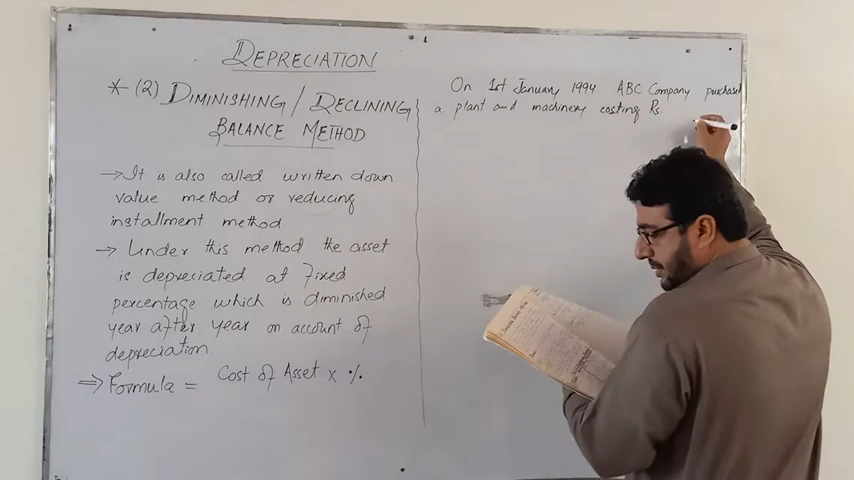 DEPRECIATION
* (2) DIMINISHING / DECLINING
BALANCE METHOD
→ It is also called written down
value method or reducing
installment method
→ Under this method the asset
is depreciated at fixed
percentage which is diminished
year after year on account of
depreciation.
⇒ Formula = Cost of Asset x %
On 1st January 1994 ABC Company purchased
a plant and machinery costing Rs.